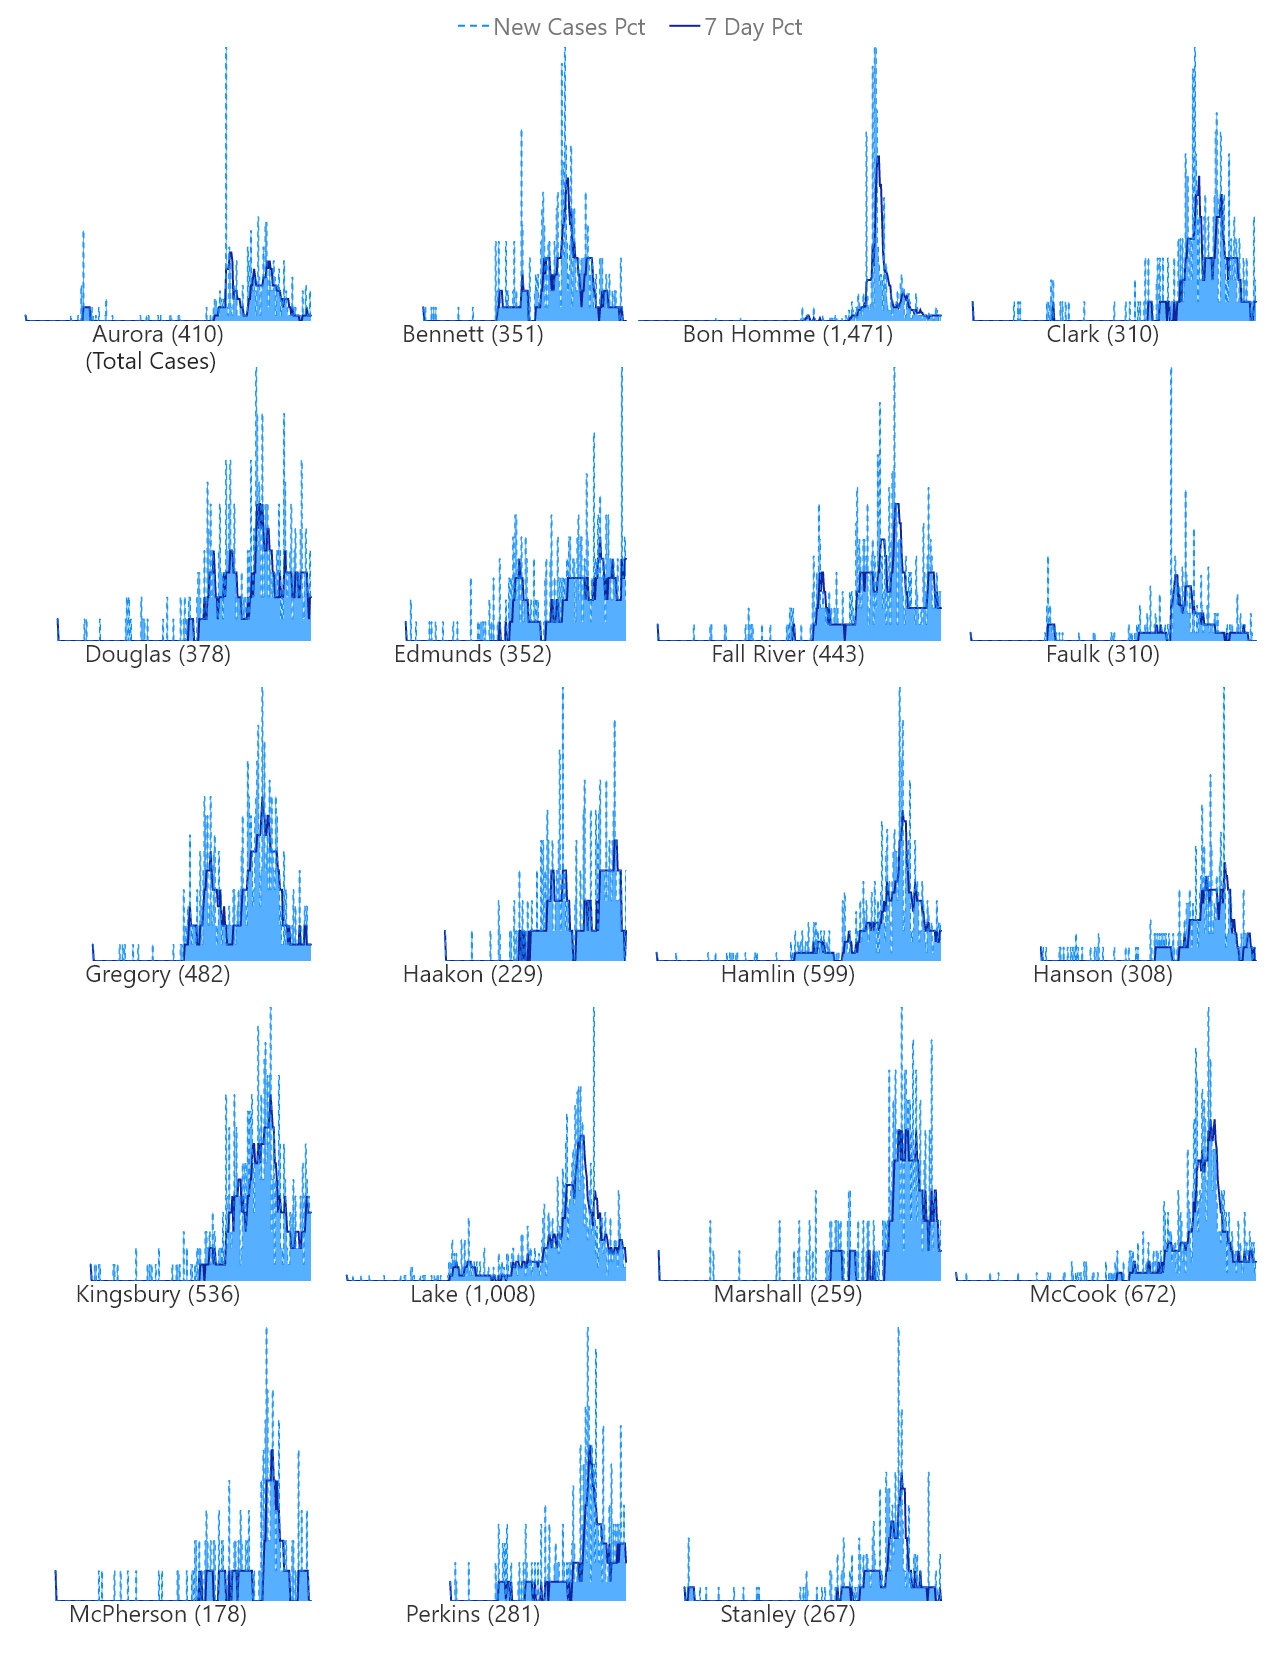 New Cases Pct 7 Day Pct
Aurora (410) Bennett (351) Bon Homme (1,471) Clark (310)
(Total Cases)
Douglas (378) Edmunds (352) Fall River (443) Faulk (310)
Gregory (482) Haakon (229) Hamlin (599) Hanson (308)
Kingsbury (536) Lake (1,008) Marshall (259) McCook (672)
McPherson (178) Perkins (281) Stanley (267)